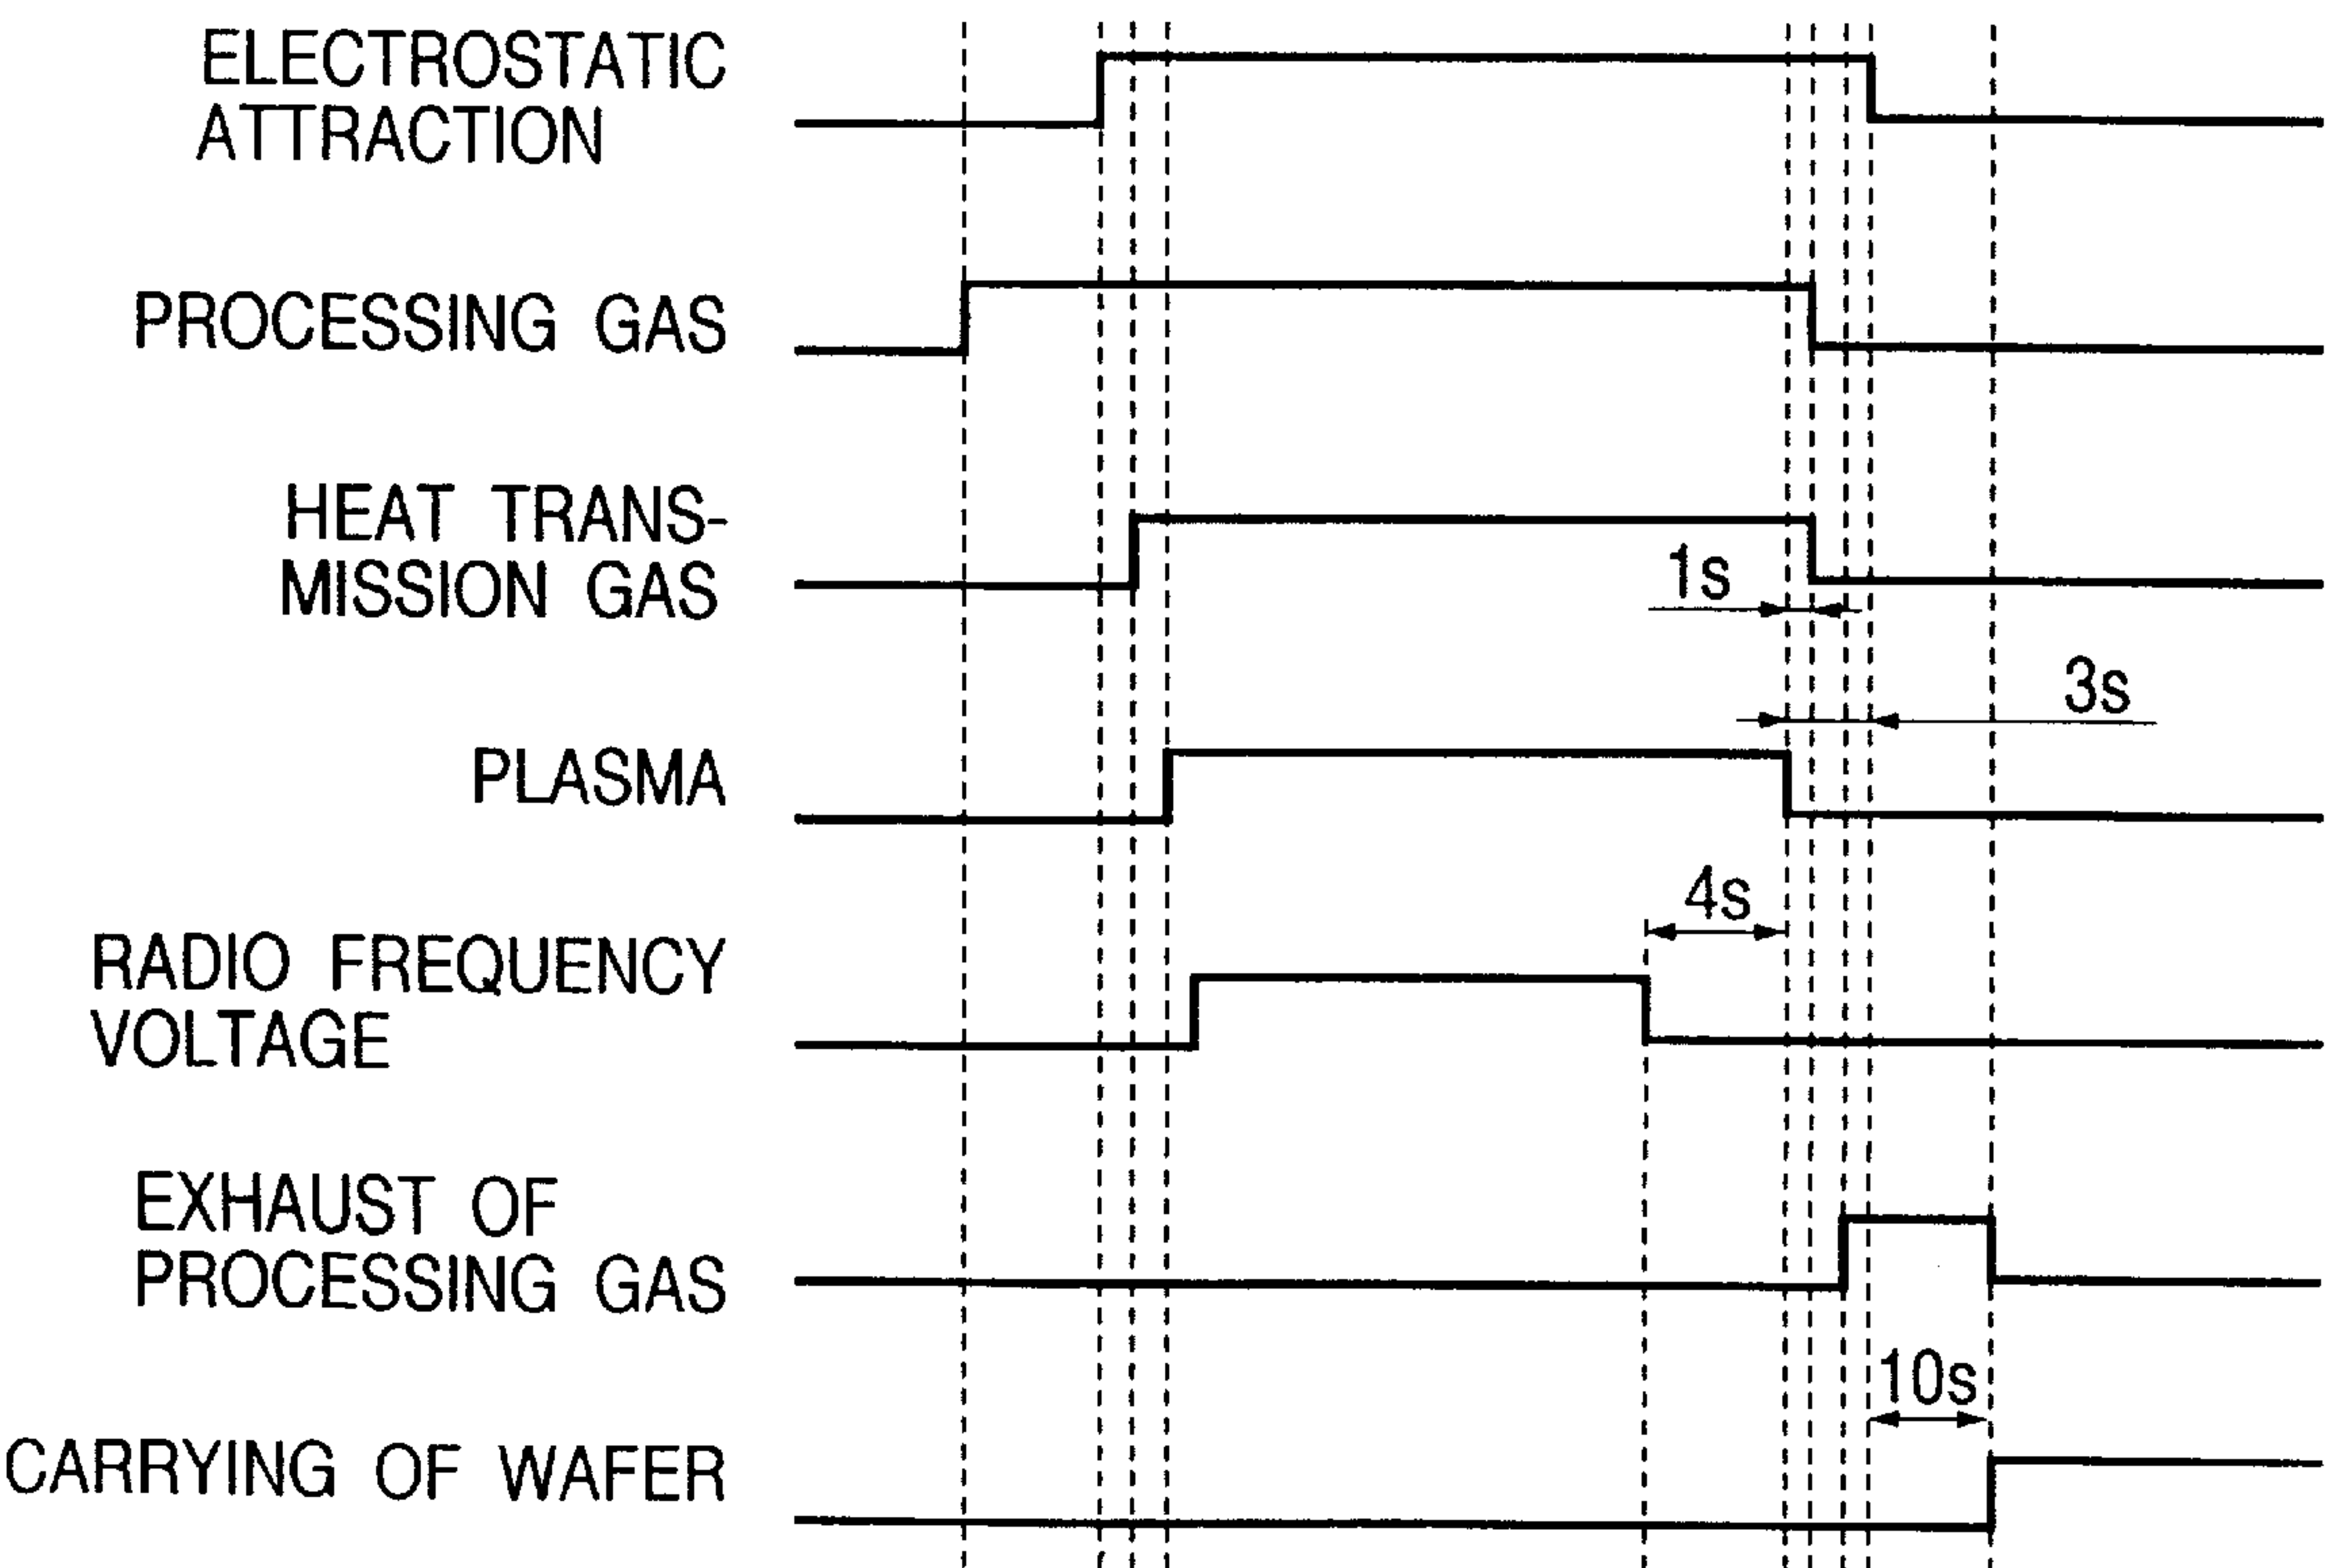 ELECTROSTATIC
ATTRACTION
PROCESSING GAS
HEAT TRANS-
MISSION GAS
1s
3s
PLASMA
4s
RADIO FREQUENCY
VOLTAGE
EXHAUST OF
PROCESSING GAS
10s
CARRYING OF WAFER